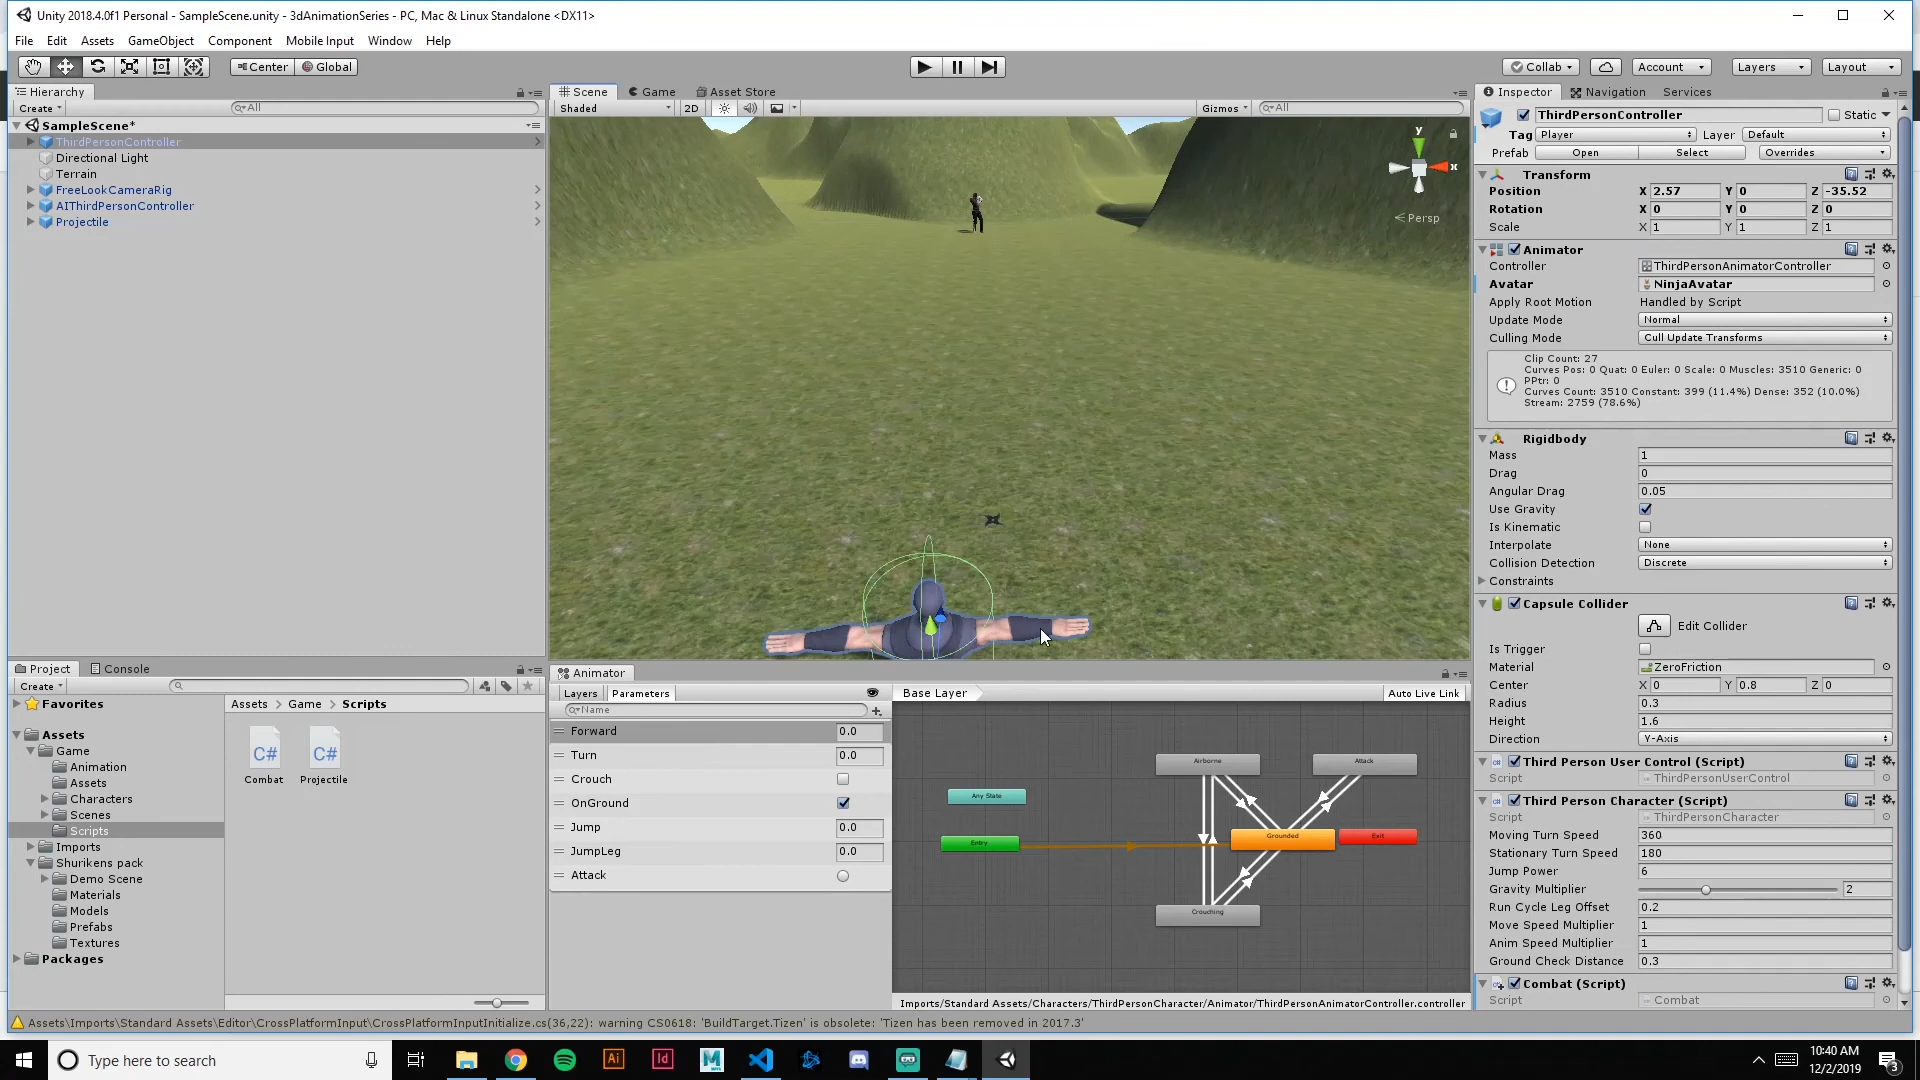 Unity 2018.4.0f1 Personal - SampleScene.unity - 3dAnimationSeries - PC, Mac & Linux Standalone <DX11>
File Edit Assets GameObject Component Mobile Input Window Help
Center Global Collab Account Layers Layout
Hierarchy
Create All
SampleScene*
ThirdPersonController
Directional Light
Terrain
FreeLookCameraRig
AIThirdPersonController
Projectile
Scene Game Asset Store
Shaded 2D Gizmos All
y
x
Persp
Inspector Navigation Services
ThirdPersonController Static
Tag Player Layer Default
Prefab Open Select Overrides
Transform
Position X 2.57 Y 0 Z -35.52
Rotation X 0 Y 0 Z 0
Scale X 1 Y 1 Z 1
Animator
Controller ThirdPersonAnimatorController
Avatar NinjaAvatar
Apply Root Motion Handled by Script
Update Mode Normal
Culling Mode Cull Update Transforms
Clip Count: 27
Curves Pos: 0 Quat: 0 Euler: 0 Scale: 0 Muscles: 3510 Generic: 0
PPtr: 0
Curves Count: 3510 Constant: 399 (11.4%) Dense: 352 (10.0%)
Stream: 2759 (78.6%)
Rigidbody
Mass 1
Drag 0
Angular Drag 0.05
Use Gravity
Is Kinematic
Interpolate None
Collision Detection Discrete
Constraints
Capsule Collider
Edit Collider
Is Trigger
Material ZeroFriction
Center X 0 Y 0.8 Z 0
Radius 0.3
Height 1.6
Direction Y-Axis
Third Person User Control (Script)
Script ThirdPersonUserControl
Third Person Character (Script)
Script ThirdPersonCharacter
Moving Turn Speed 360
Stationary Turn Speed 180
Jump Power 6
Gravity Multiplier 2
Run Cycle Leg Offset 0.2
Move Speed Multiplier 1
Anim Speed Multiplier 1
Ground Check Distance 0.3
Combat (Script)
Script Combat
Project Console
Create
Favorites
Assets
Game
Animation
Assets
Characters
Scenes
Scripts
Imports
Shurikens pack
Demo Scene
Materials
Models
Prefabs
Textures
Packages
Assets Game Scripts
C# C#
Combat Projectile
Animator
Layers Parameters Base Layer Auto Live Link
Name
Forward 0.0
Turn 0.0
Crouch
OnGround
Jump 0.0
JumpLeg 0.0
Attack
Airborne Attack
Any State
Entry Grounded Exit
Crouching
Imports/Standard Assets/Characters/ThirdPersonCharacter/Animator/ThirdPersonAnimatorController.controller
Assets\Imports\Standard Assets\Editor\CrossPlatformInput\CrossPlatformInputInitialize.cs(36,22): warning CS0618: 'BuildTarget.Tizen' is obsolete: 'Tizen has been removed in 2017.3'
Type here to search
Ai Id M
10:40 AM
12/2/2019
3